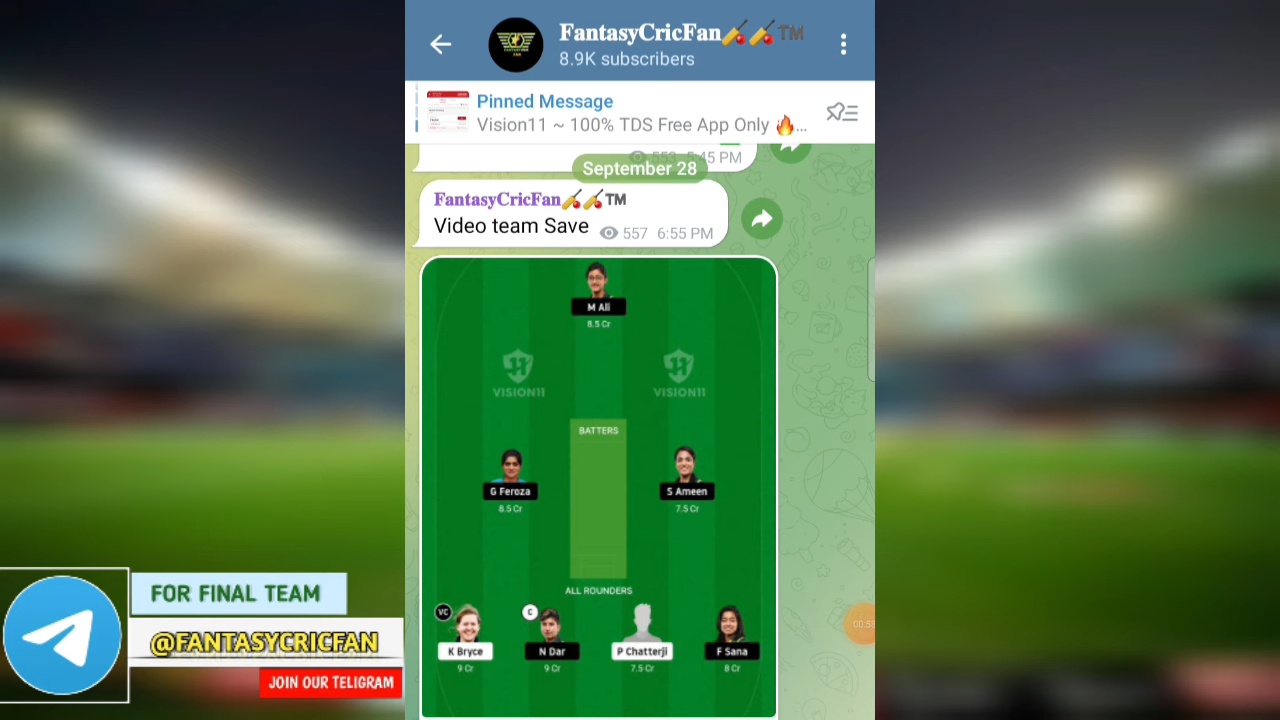 FantasyCricFan🏏🏏™
8.9K subscribers
Pinned Message
Vision11 ~ 100% TDS Free App Only 🔥...
5:45 PM
September 28
FantasyCricFan🏏🏏™
Video team Save 557 6:55 PM
M Ali
8.5 Cr
VISION11 VISION11
BATTERS
G Feroza S Ameen
8.5 Cr 7.5 Cr
ALL ROUNDERS
VC C
K Bryce N Dar P Chatterji F Sana
9 Cr 9 Cr 7.5 Cr 8 Cr
FOR FINAL TEAM
@FANTASYCRICFAN
JOIN OUR TELIGRAM